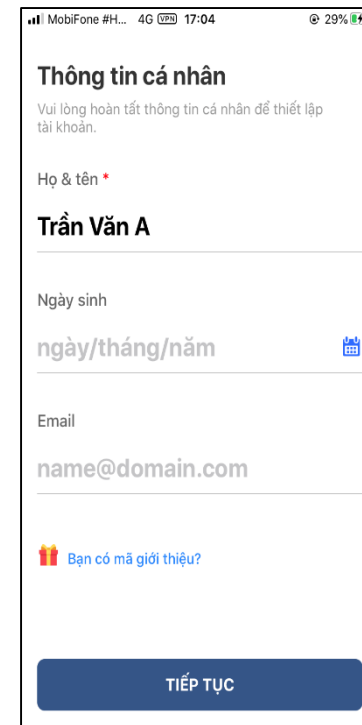 MobiFone #H... 4G VPN 17:04 29%
Thông tin cá nhân
Vui lòng hoàn tất thông tin cá nhân để thiết lập
tài khoản.
Họ & tên *
Trần Văn A
Ngày sinh
ngày/tháng/năm
Email
name@domain.com
Bạn có mã giới thiệu?
TIẾP TỤC